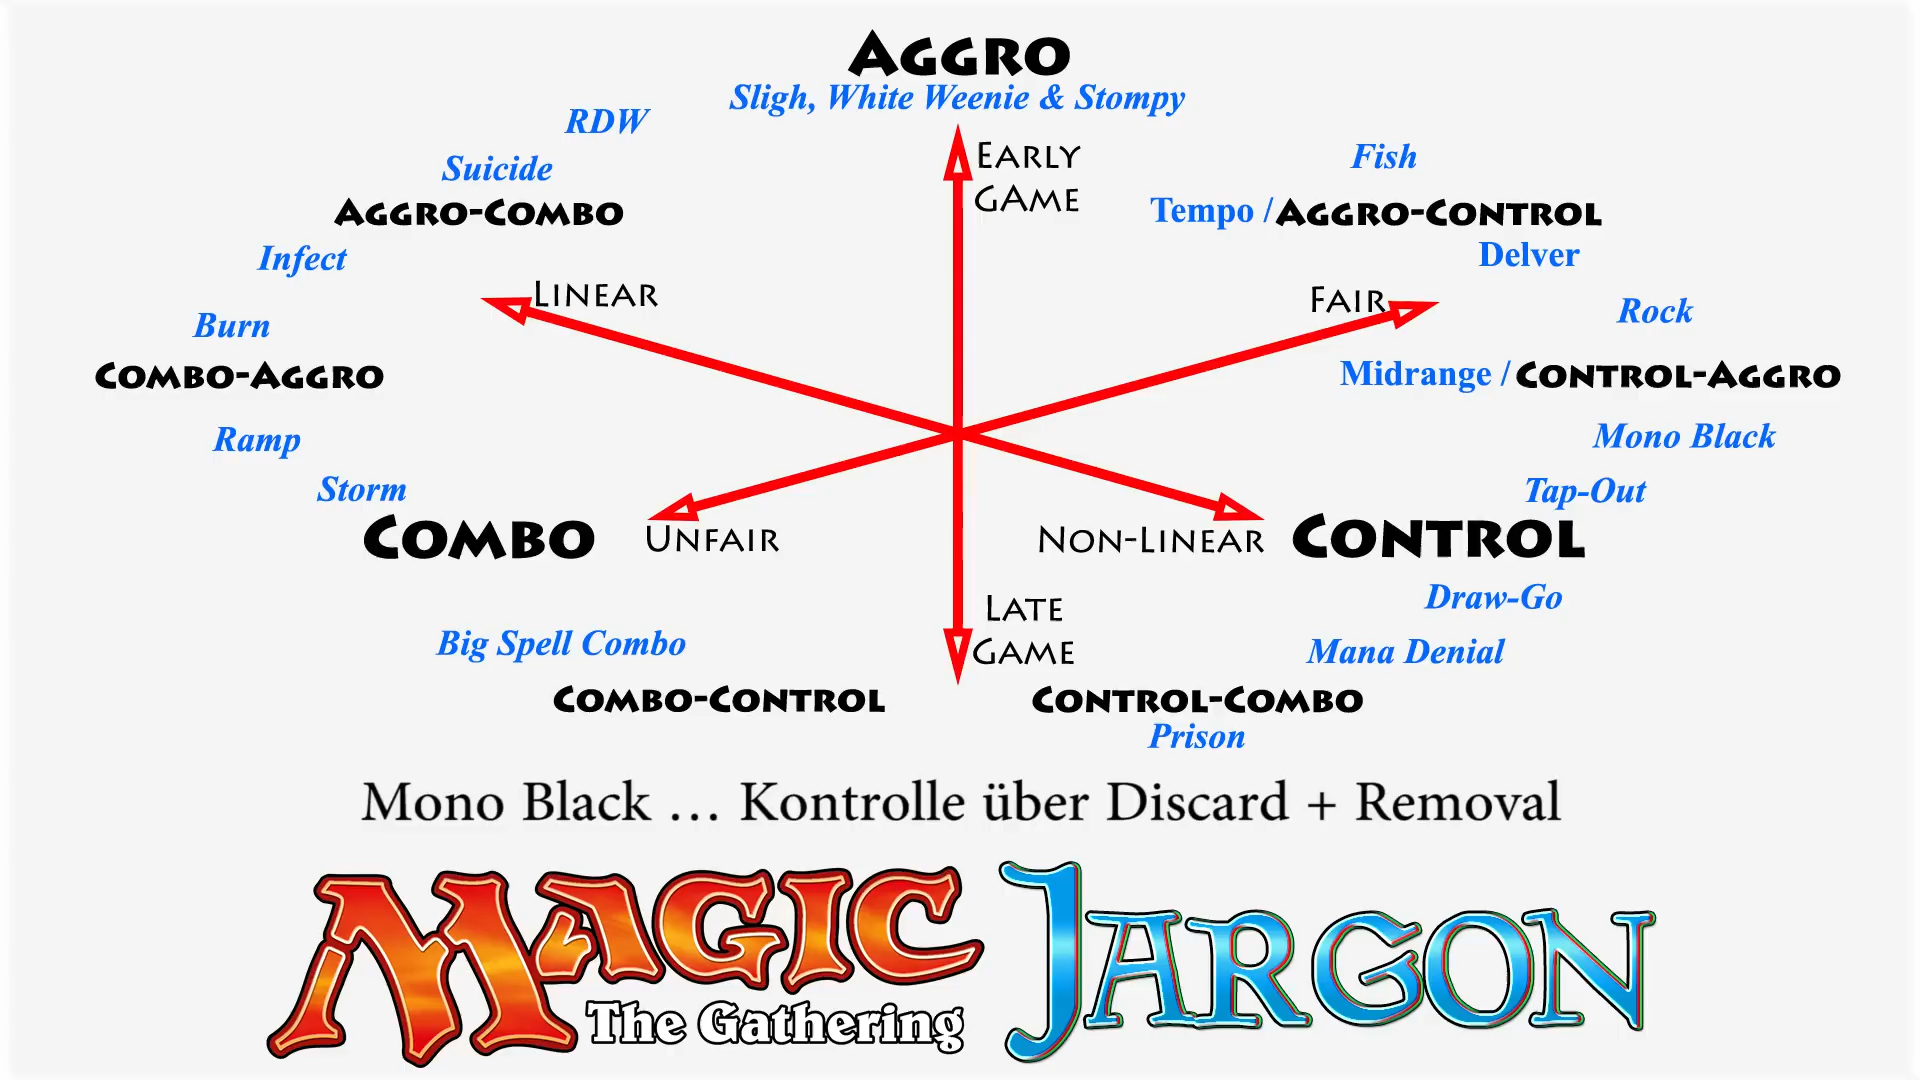 AGGRO
Sligh, White Weenie & Stompy
RDW
EARLY
GAME
Fish
Suicide
AGGRO-COMBO
Tempo / AGGRO-CONTROL
Infect
Delver
LINEAR
FAIR
Rock
Burn
COMBO-AGGRO
Midrange / CONTROL-AGGRO
Ramp
Mono Black
Storm
Tap-Out
COMBO
UNFAIR
NON-LINEAR
CONTROL
Draw-Go
LATE
GAME
Big Spell Combo
Mana Denial
COMBO-CONTROL
CONTROL-COMBO
Prison
Mono Black … Kontrolle über Discard + Removal
MAGIC
The Gathering
JARGON